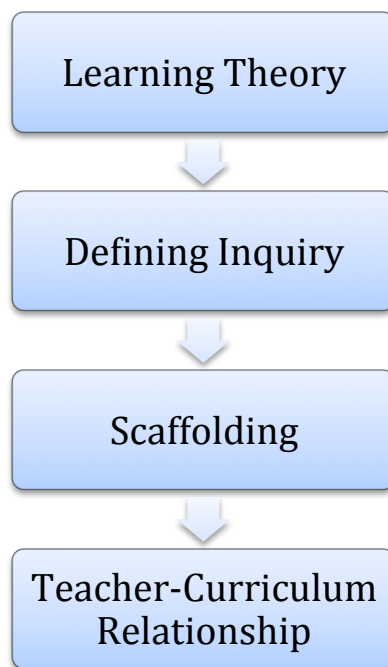 Learning Theory
Defining Inquiry
Scaffolding
Teacher-Curriculum
Relationship